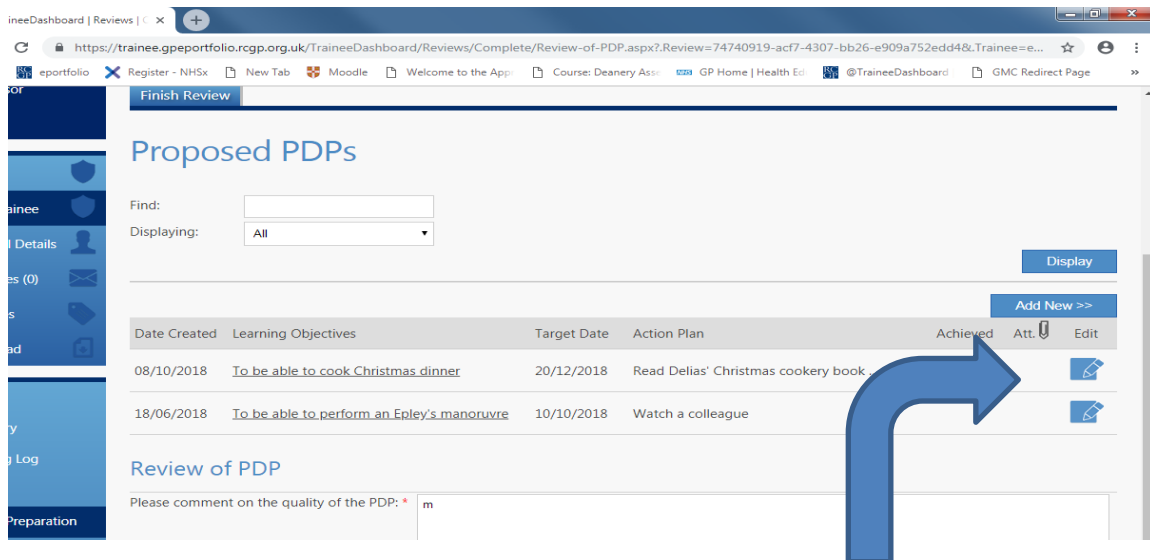 ineeDashboard | Reviews | C ×
https://trainee.gpeportfolio.rcgp.org.uk/TraineeDashboard/Reviews/Complete/Review-of-PDP.aspx?.Review=74740919-acf7-4307-bb26-e909a752edd4&.Trainee=e...
eportfolio Register - NHSx New Tab Moodle Welcome to the App Course: Deanery Asse NHS GP Home | Health Ed @TraineeDashboard GMC Redirect Page »
sor
Finish Review
Proposed PDPs
ainee
Find:
l Details
Displaying: All
es (0)
Display
s
Add New >>
ad
Date Created Learning Objectives Target Date Action Plan Achieved Att. Edit
08/10/2018 To be able to cook Christmas dinner 20/12/2018 Read Delias' Christmas cookery book
18/06/2018 To be able to perform an Epley's manoruvre 10/10/2018 Watch a colleague
y
g Log
Review of PDP
Please comment on the quality of the PDP: * m
Preparation